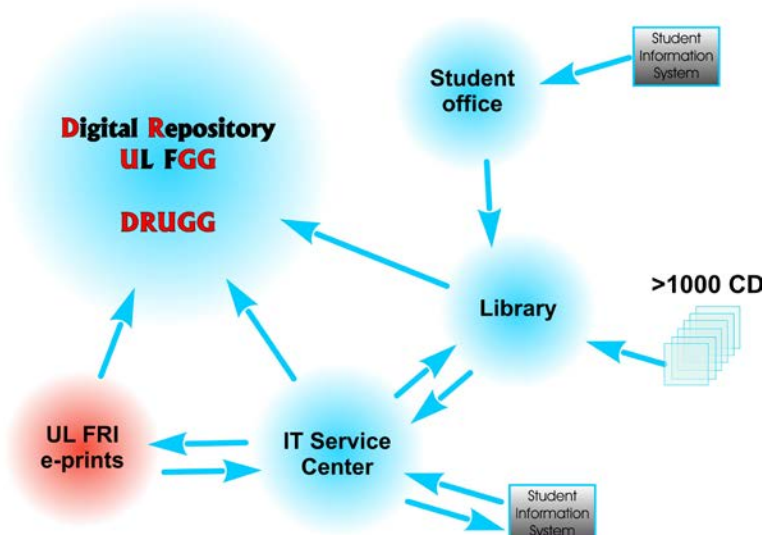 Student
Information
System
Student
office
Digital Repository
UL FGG
DRUGG
>1000 CD
Library
UL FRI
e-prints
IT Service
Center
Student
Information
System